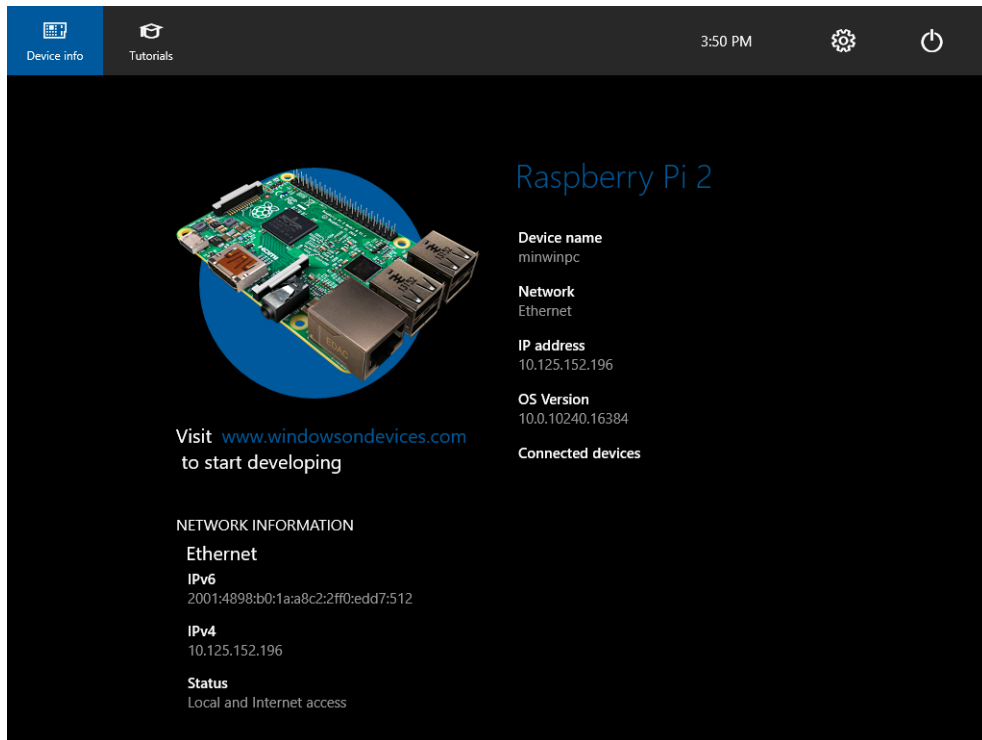 Device info
Tutorials
3:50 PM
Raspberry Pi 2
Device name
minwinpc
Network
Ethernet
IP address
10.125.152.196
OS Version
10.0.10240.16384
Connected devices
HDMI
EDAC
Visit www.windowsondevices.com
to start developing
NETWORK INFORMATION
Ethernet
IPv6
2001:4898:b0:1a:a8c2:2ff0:edd7:512
IPv4
10.125.152.196
Status
Local and Internet access